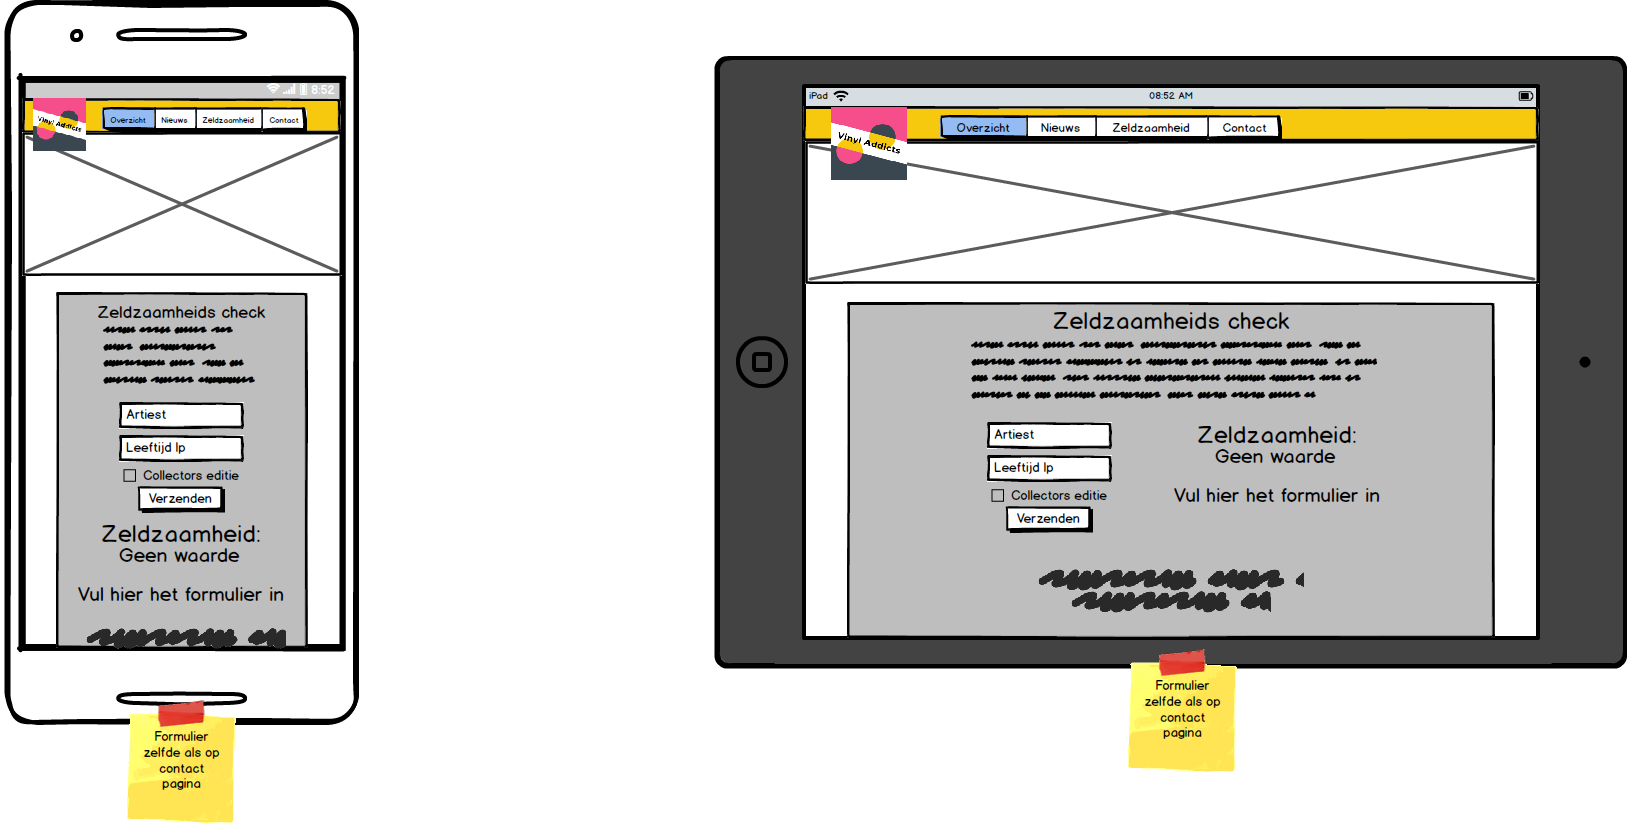 8:52
Vinyl Addicts
Overzicht Nieuws Zeldzaamheid Contact
Zeldzaamheids check
Artiest
Leeftijd lp
Collectors editie
Verzenden
Zeldzaamheid:
Geen waarde
Vul hier het formulier in
Formulier
zelfde als op
contact
pagina
iPad 08:52 AM
Vinyl Addicts
Overzicht Nieuws Zeldzaamheid Contact
Zeldzaamheids check
Artiest
Leeftijd lp
Collectors editie
Verzenden
Zeldzaamheid:
Geen waarde
Vul hier het formulier in
Formulier
zelfde als op
contact
pagina